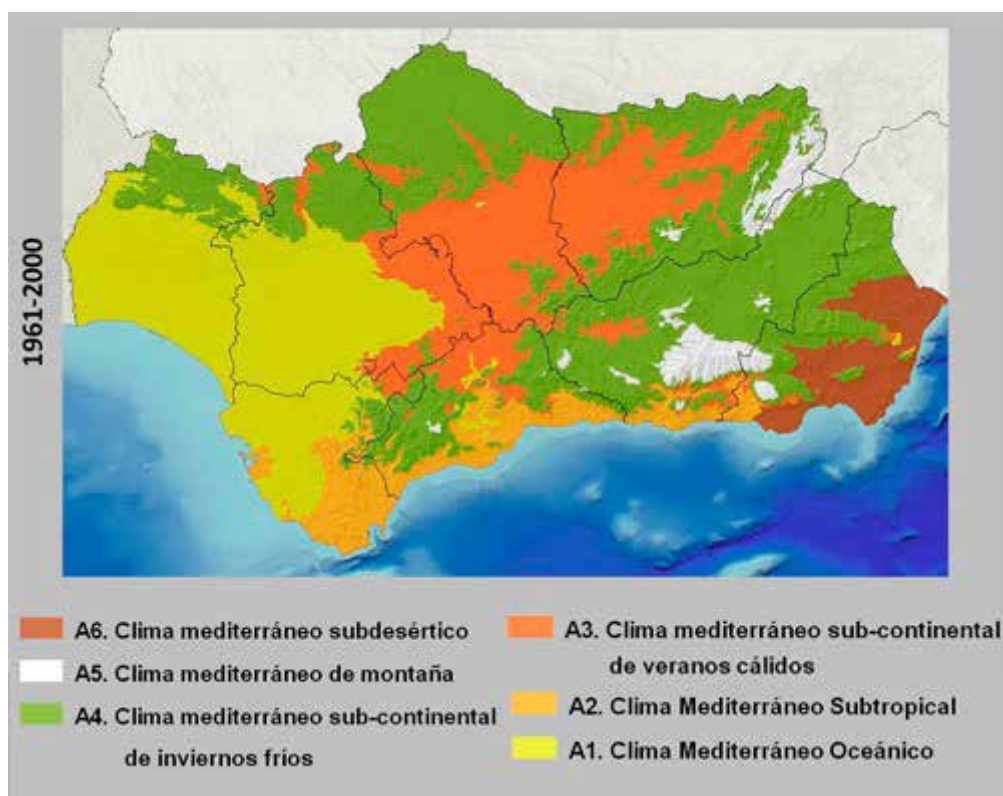 1961-2000
A6. Clima mediterráneo subdesértico
A5. Clima mediterráneo de montaña
A4. Clima mediterráneo sub-continental
de inviernos fríos
A3. Clima mediterráneo sub-continental
de veranos cálidos
A2. Clima Mediterráneo Subtropical
A1. Clima Mediterráneo Oceánico